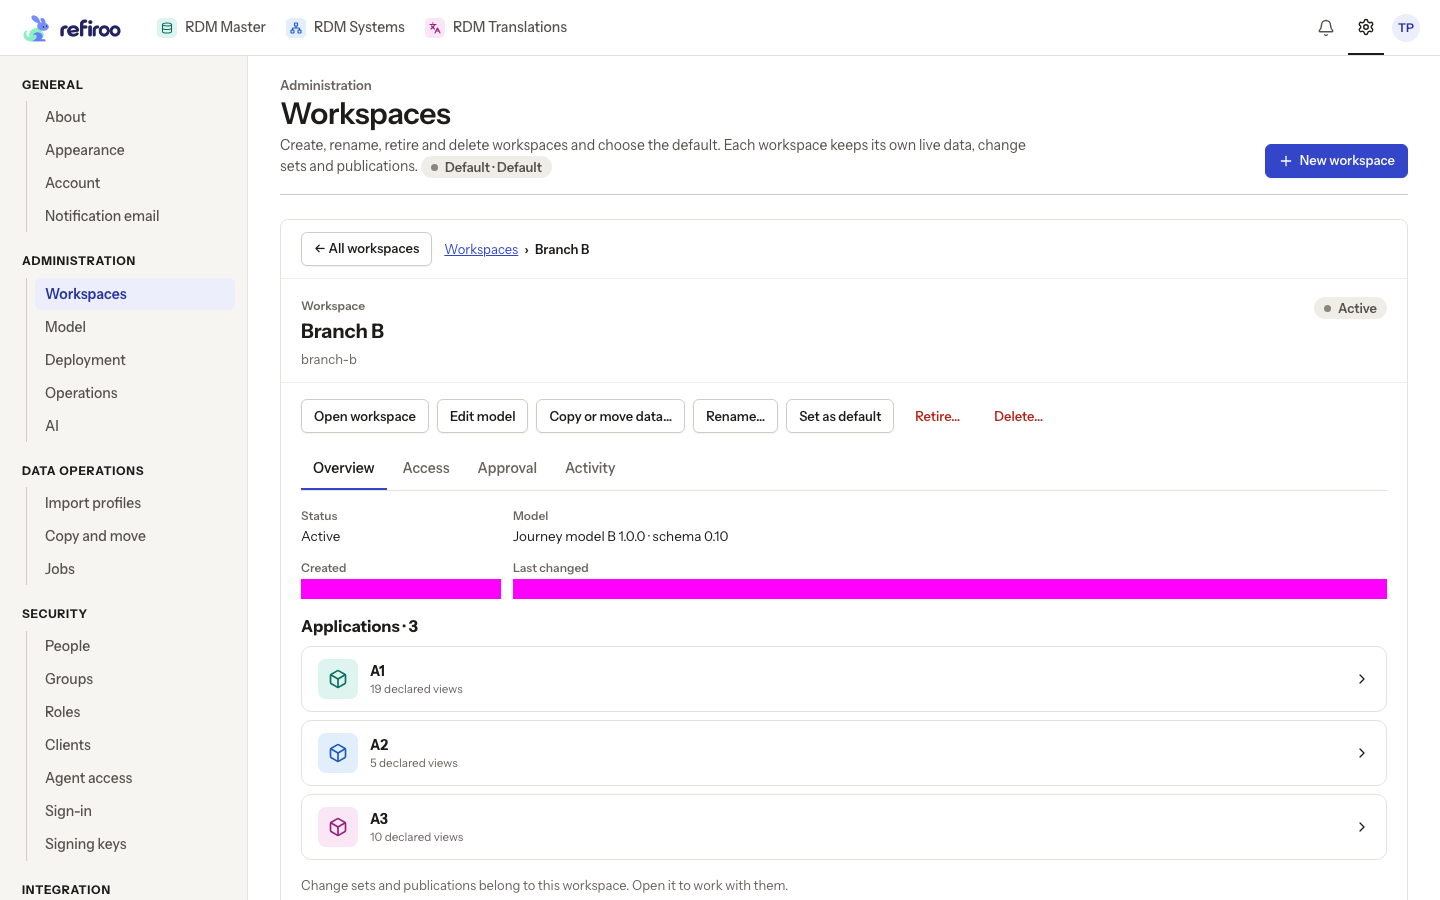 refiroo
RDM Master
RDM Systems
RDM Translations
TP
GENERAL
About
Appearance
Account
Notification email
ADMINISTRATION
Workspaces
Model
Deployment
Operations
AI
DATA OPERATIONS
Import profiles
Copy and move
Jobs
SECURITY
People
Groups
Roles
Clients
Agent access
Sign-in
Signing keys
INTEGRATION
Administration
Workspaces
Create, rename, retire and delete workspaces and choose the default. Each workspace keeps its own live data, change
sets and publications. Default · Default
+ New workspace
← All workspaces
Workspaces › Branch B
Workspace
Branch B
branch-b
Active
Open workspace
Edit model
Copy or move data...
Rename...
Set as default
Retire...
Delete...
Overview
Access
Approval
Activity
Status
Active
Model
Journey model B 1.0.0 · schema 0.10
Created
Last changed
Applications · 3
A1
19 declared views
A2
5 declared views
A3
10 declared views
Change sets and publications belong to this workspace. Open it to work with them.